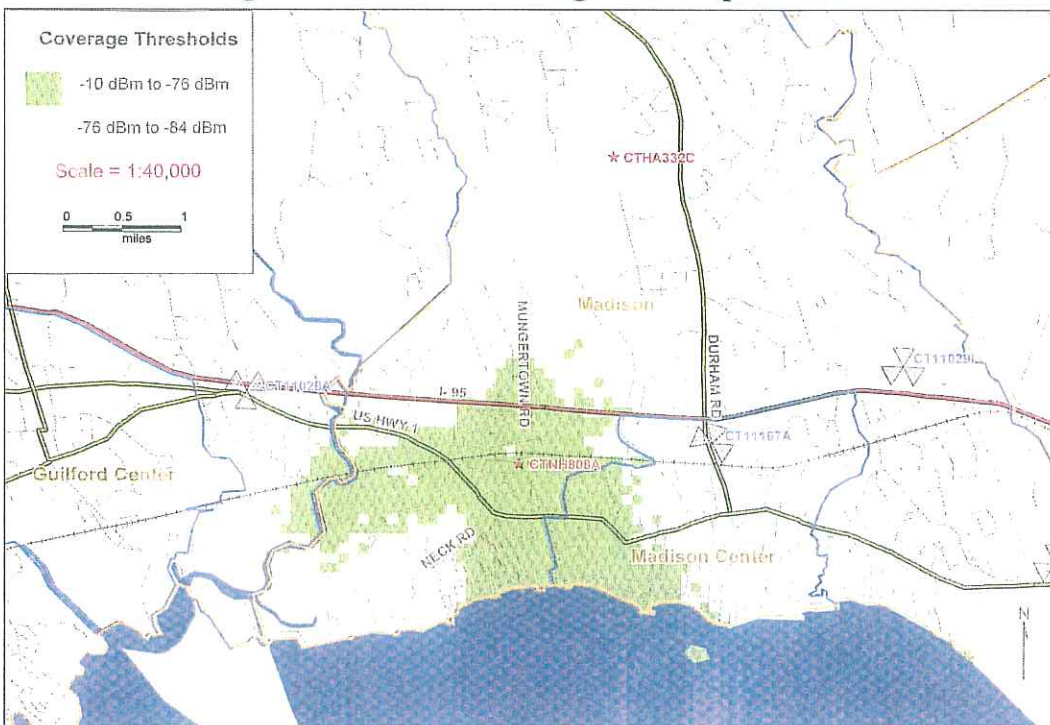 Coverage Thresholds
-10 dBm to -76 dBm
-76 dBm to -84 dBm
Scale = 1:40,000
0 0.5 1
miles
CTHA332C
Madison
MUNGERTOWN RD
DURHAM RD
I- 95
US HWY 1
CTNH808A
CT11167A
Guilford Center
NECK RD
Madison Center
N